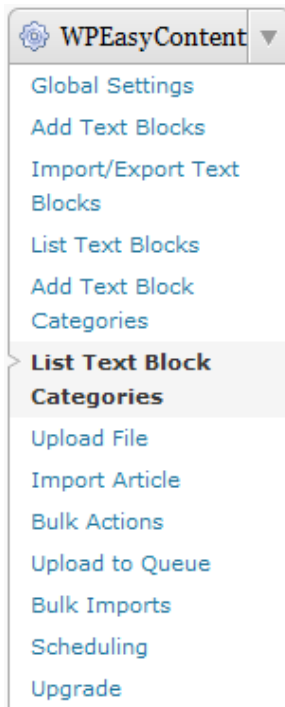 WPEasyContent
Global Settings
Add Text Blocks
Import/Export Text
Blocks
List Text Blocks
Add Text Block
Categories
List Text Block
Categories
Upload File
Import Article
Bulk Actions
Upload to Queue
Bulk Imports
Scheduling
Upgrade